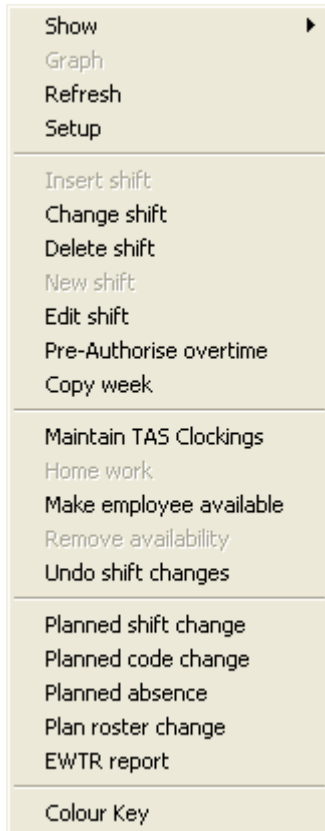 Show
Graph
Refresh
Setup
Insert shift
Change shift
Delete shift
New shift
Edit shift
Pre-Authorise overtime
Copy week
Maintain TAS Clockings
Home work
Make employee available
Remove availability
Undo shift changes
Planned shift change
Planned code change
Planned absence
Plan roster change
EWTR report
Colour Key